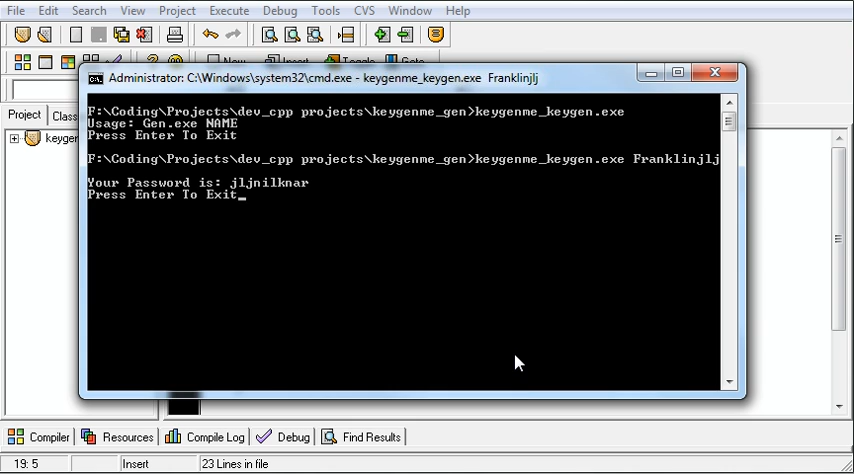 File Edit Search View Project Execute Debug Tools CVS Window Help
Administrator: C:\Windows\system32\cmd.exe - keygenme_keygen.exe Franklinjlj
F:\Coding\Projects\dev_cpp projects\keygenme_gen>keygenme_keygen.exe
Usage: Gen.exe NAME
Press Enter To Exit
F:\Coding\Projects\dev_cpp projects\keygenme_gen>keygenme_keygen.exe Franklinjlj
Your Password is: jljnilknar
Press Enter To Exit_
Project Class
keygen
Compiler Resources Compile Log Debug Find Results
19: 5 Insert 23 Lines in file